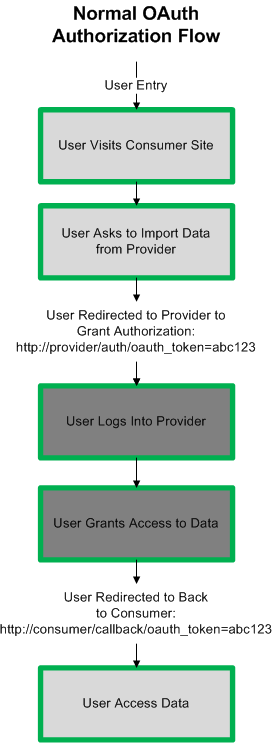 Normal OAuth
Authorization Flow
User Entry
User Visits Consumer Site
User Asks to Import Data
from Provider
User Redirected to Provider to
Grant Authorization:
http://provider/auth/oauth_token=abc123
User Logs Into Provider
User Grants Access to Data
User Redirected to Back
to Consumer:
http://consumer/callback/oauth_token=abc123
User Access Data